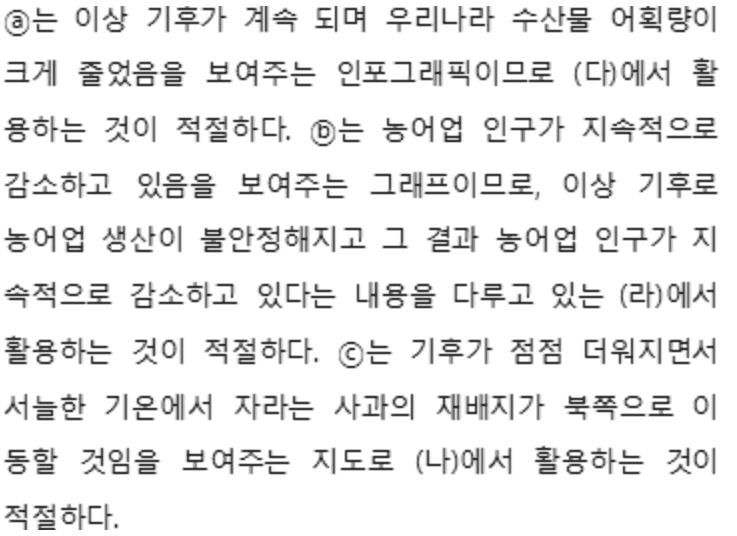 ⓐ는 이상 기후가 계속 되며 우리나라 수산물 어획량이
크게 줄었음을 보여주는 인포그래픽이므로 (다)에서 활
용하는 것이 적절하다. ⓑ는 농어업 인구가 지속적으로
감소하고 있음을 보여주는 그래프이므로, 이상 기후로
농어업 생산이 불안정해지고 그 결과 농어업 인구가 지
속적으로 감소하고 있다는 내용을 다루고 있는 (라)에서
활용하는 것이 적절하다. ⓒ는 기후가 점점 더워지면서
서늘한 기온에서 자라는 사과의 재배지가 북쪽으로 이
동할 것임을 보여주는 지도로 (나)에서 활용하는 것이
적절하다.